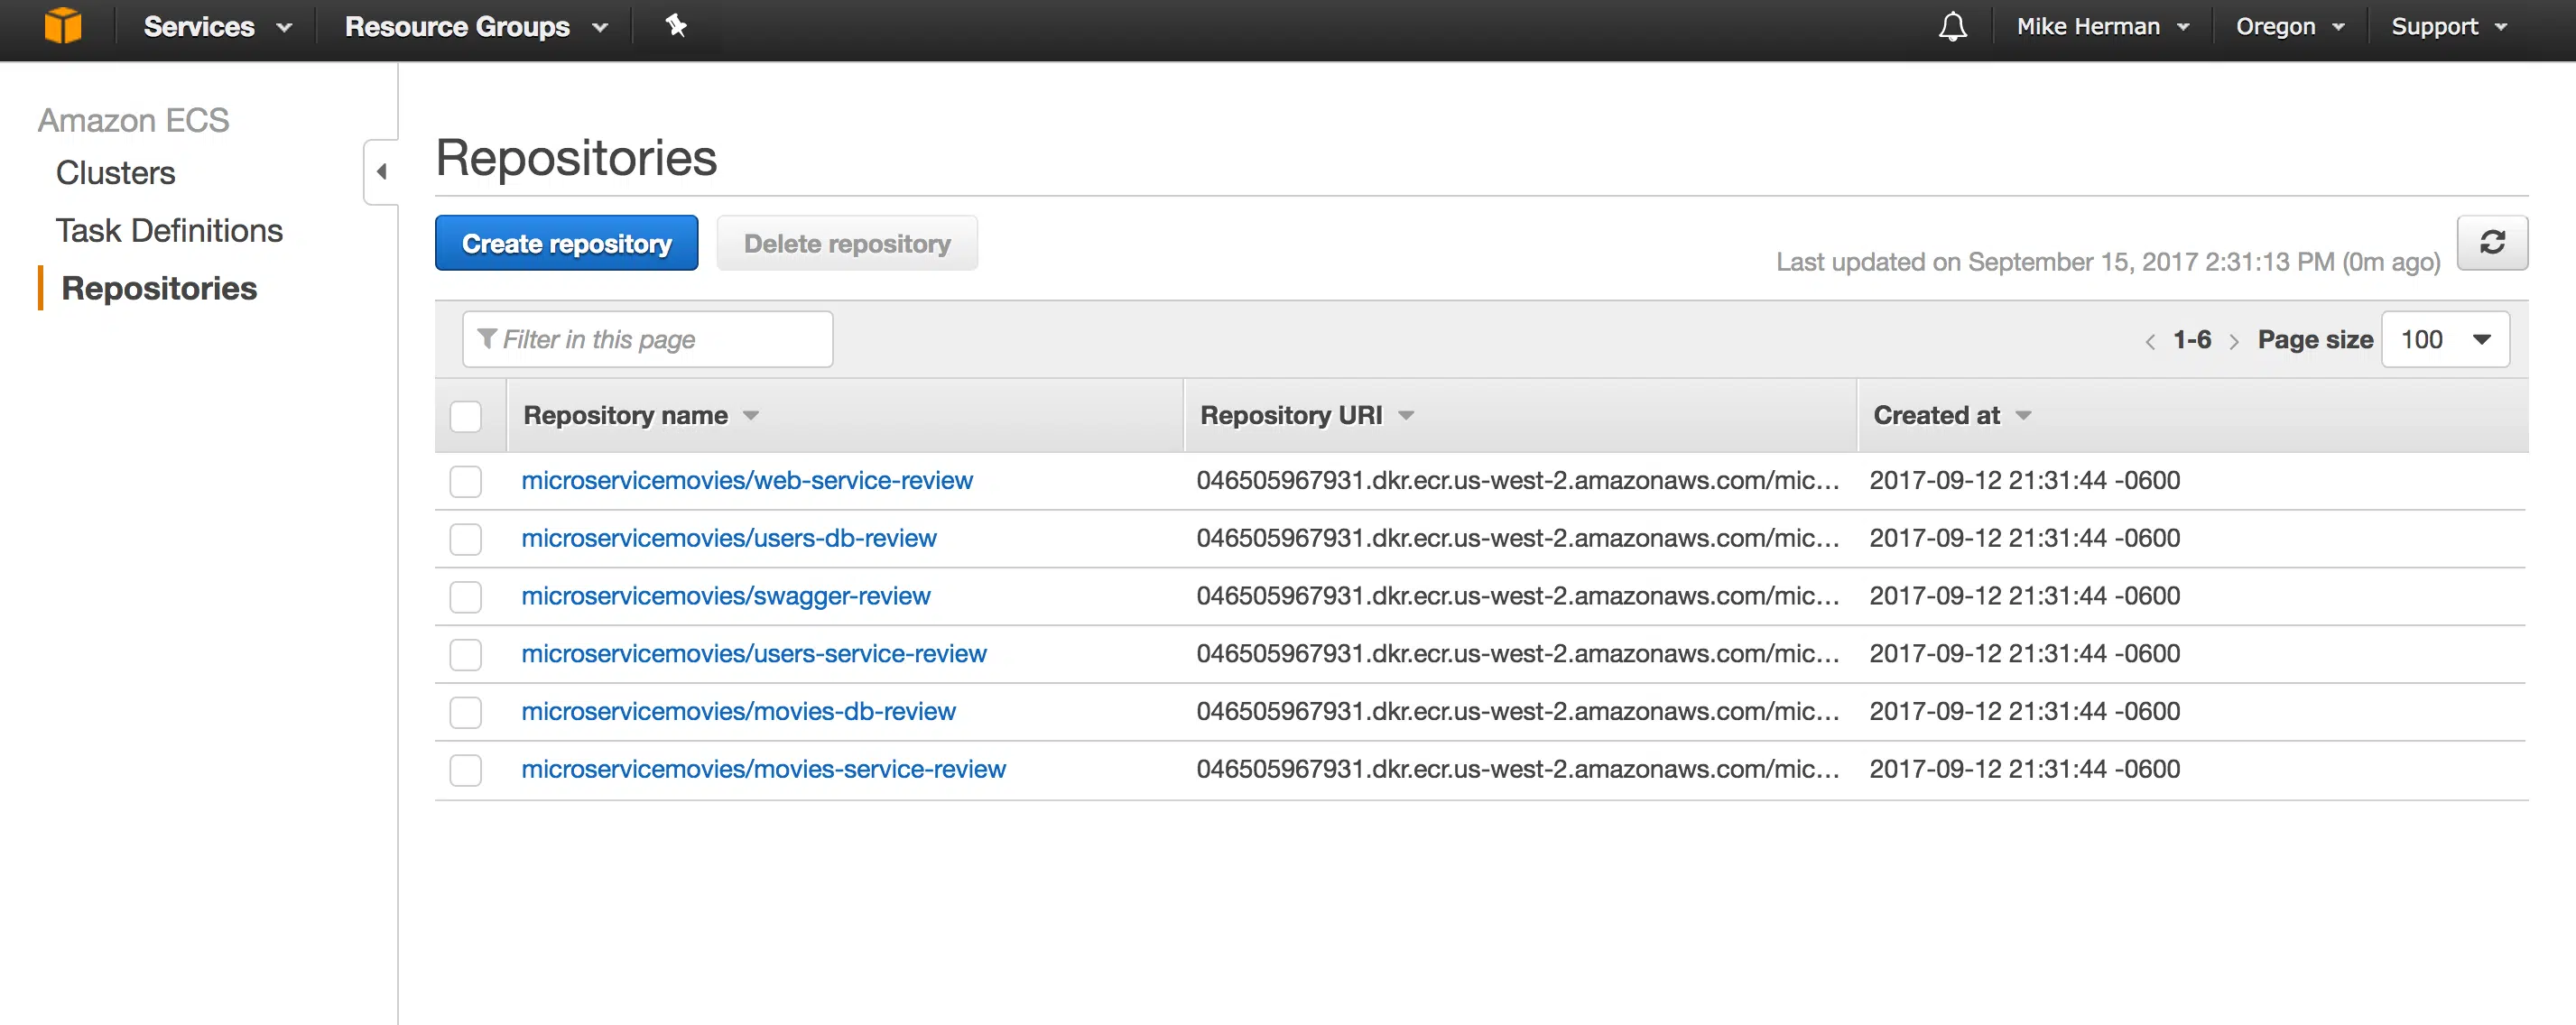 Services Resource Groups Mike Herman Oregon Support
Amazon ECS
Clusters
Task Definitions
Repositories
Repositories
Create repository Delete repository
Last updated on September 15, 2017 2:31:13 PM (0m ago)
Filter in this page 1-6 Page size 100
Repository name Repository URI Created at
microservicemovies/web-service-review 046505967931.dkr.ecr.us-west-2.amazonaws.com/mic... 2017-09-12 21:31:44 -0600
microservicemovies/users-db-review 046505967931.dkr.ecr.us-west-2.amazonaws.com/mic... 2017-09-12 21:31:44 -0600
microservicemovies/swagger-review 046505967931.dkr.ecr.us-west-2.amazonaws.com/mic... 2017-09-12 21:31:44 -0600
microservicemovies/users-service-review 046505967931.dkr.ecr.us-west-2.amazonaws.com/mic... 2017-09-12 21:31:44 -0600
microservicemovies/movies-db-review 046505967931.dkr.ecr.us-west-2.amazonaws.com/mic... 2017-09-12 21:31:44 -0600
microservicemovies/movies-service-review 046505967931.dkr.ecr.us-west-2.amazonaws.com/mic... 2017-09-12 21:31:44 -0600